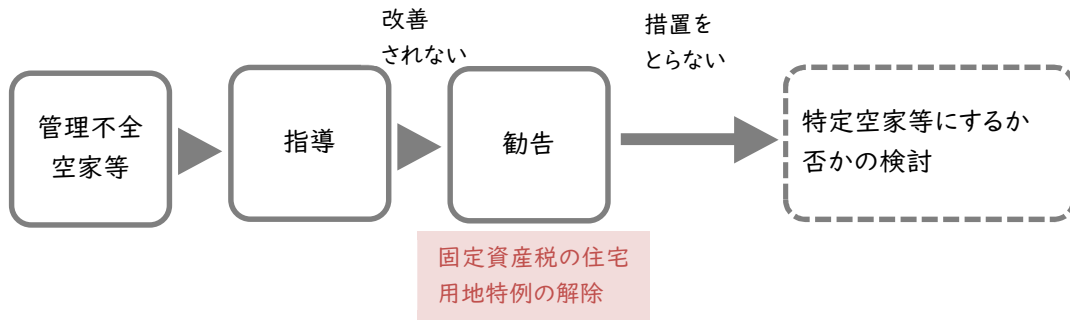 改善
されない
措置を
とらない
管理不全
空家等
指導
勧告
特定空家等にするか
否かの検討
固定資産税の住宅
用地特例の解除